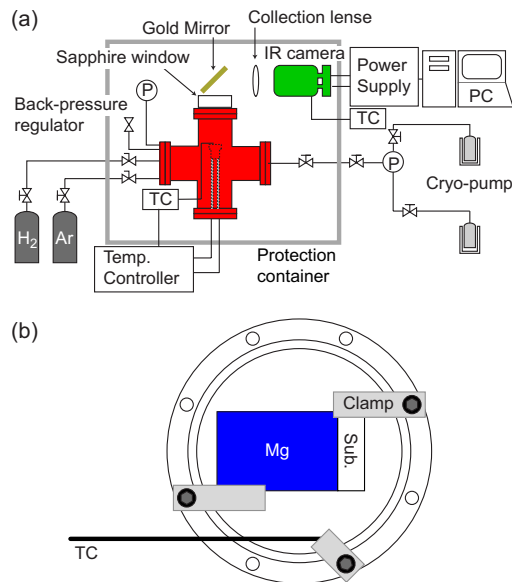 (a)
Gold Mirror
Collection lense
Sapphire window
IR camera
Power
Supply
PC
Back-pressure
regulator
P
TC
P
Cryo-pump
TC
H2
Ar
Temp.
Controller
Protection
container
(b)
Clamp
Mg
Sub.
TC